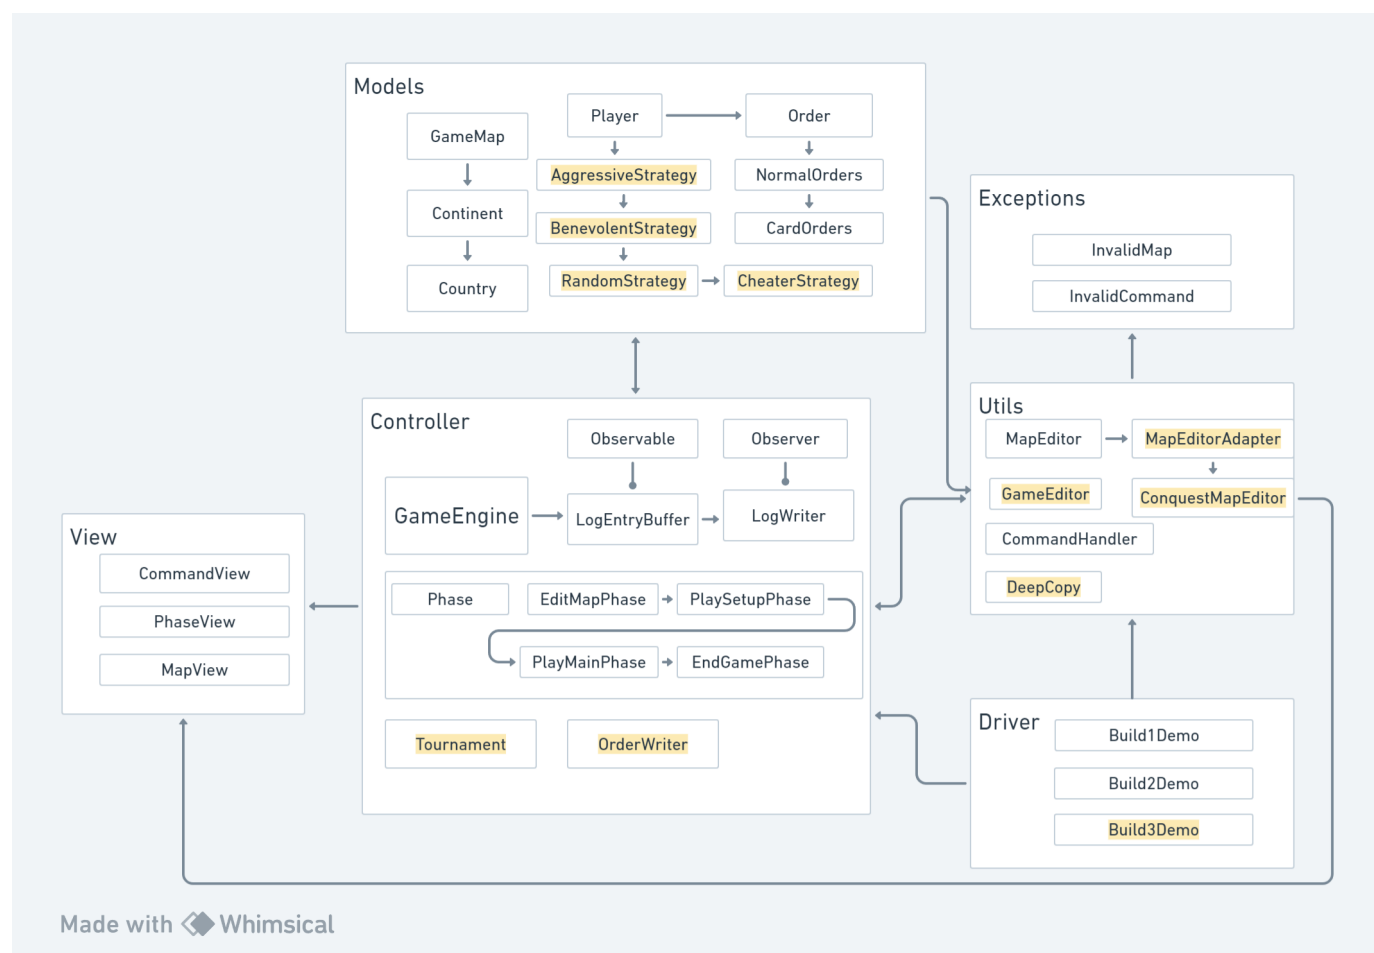 Models
GameMap
Continent
Country
Player
Order
AggressiveStrategy
NormalOrders
BenevolentStrategy
CardOrders
RandomStrategy
CheaterStrategy
Exceptions
InvalidMap
InvalidCommand
Controller
Observable
Observer
GameEngine
LogEntryBuffer
LogWriter
Phase
EditMapPhase
PlaySetupPhase
PlayMainPhase
EndGamePhase
Tournament
OrderWriter
Utils
MapEditor
MapEditorAdapter
GameEditor
ConquestMapEditor
CommandHandler
DeepCopy
View
CommandView
PhaseView
MapView
Driver
Build1Demo
Build2Demo
Build3Demo
Made with Whimsical